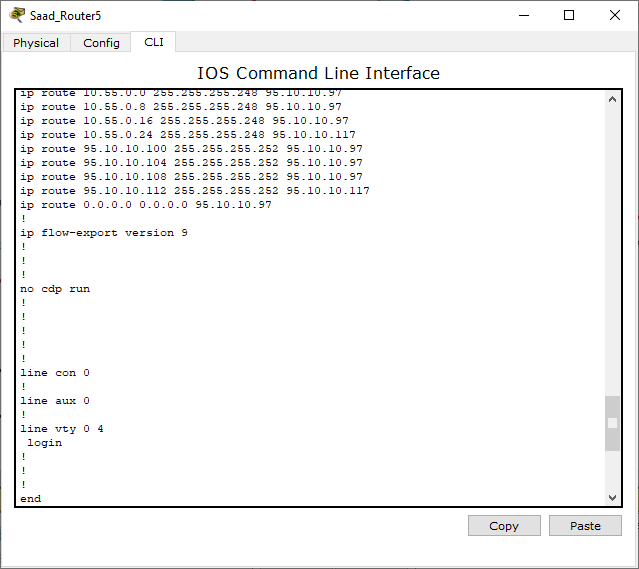 Saad_Router5
Physical Config CLI
IOS Command Line Interface
ip route 10.55.0.0 255.255.255.248 95.10.10.97
ip route 10.55.0.8 255.255.255.248 95.10.10.97
ip route 10.55.0.16 255.255.255.248 95.10.10.97
ip route 10.55.0.24 255.255.255.248 95.10.10.117
ip route 95.10.10.100 255.255.255.252 95.10.10.97
ip route 95.10.10.104 255.255.255.252 95.10.10.97
ip route 95.10.10.108 255.255.255.252 95.10.10.97
ip route 95.10.10.112 255.255.255.252 95.10.10.117
ip route 0.0.0.0 0.0.0.0 95.10.10.97
!
ip flow-export version 9
!
!
!
no cdp run
!
!
!
!
!
line con 0
!
line aux 0
!
line vty 0 4
 login
!
!
!
end
Copy Paste